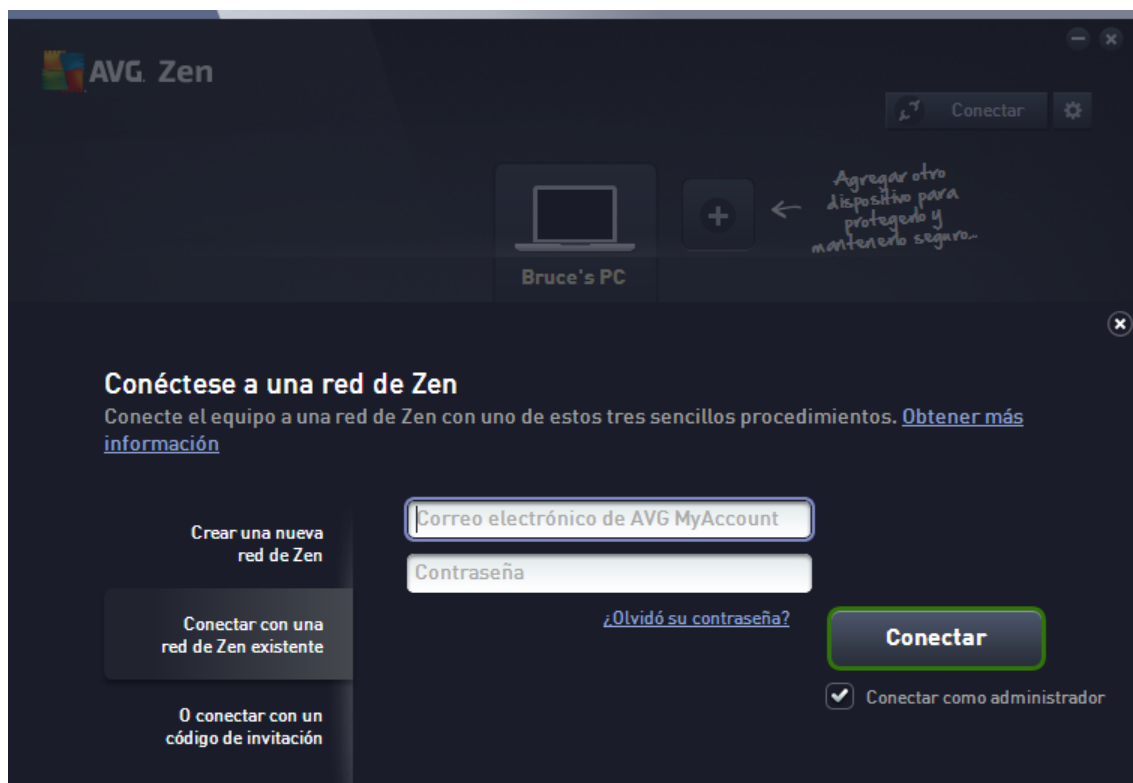 AVG. Zen
Conectar
Agregar otro
dispositivo para
protegerlo y
mantenerlo seguro...
Bruce's PC
Conéctese a una red de Zen
Conecte el equipo a una red de Zen con uno de estos tres sencillos procedimientos. Obtener más
información
Crear una nueva
red de Zen
Conectar con una
red de Zen existente
O conectar con un
código de invitación
Correo electrónico de AVG MyAccount
Contraseña
¿Olvidó su contraseña?
Conectar
Conectar como administrador